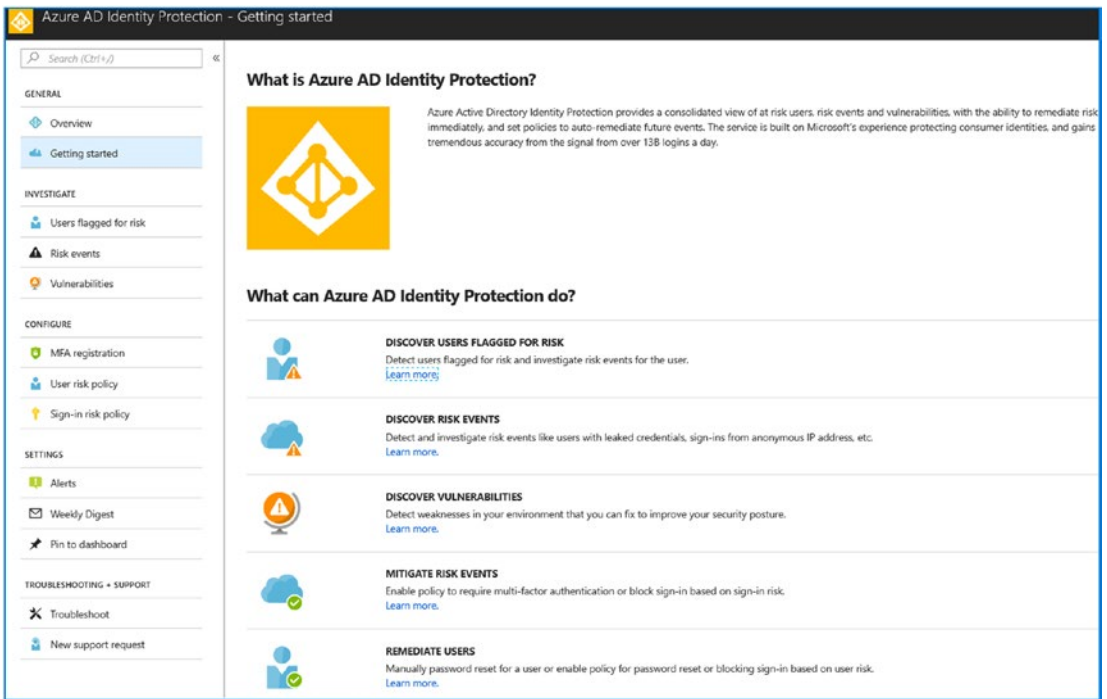 Azure AD Identity Protection - Getting started
Search (Ctrl+/)
«
GENERAL
Overview
Getting started
INVESTIGATE
Users flagged for risk
Risk events
Vulnerabilities
CONFIGURE
MFA registration
User risk policy
Sign-in risk policy
SETTINGS
Alerts
Weekly Digest
Pin to dashboard
TROUBLESHOOTING + SUPPORT
Troubleshoot
New support request
What is Azure AD Identity Protection?
Azure Active Directory Identity Protection provides a consolidated view of at risk users, risk events and vulnerabilities, with the ability to remediate risk
immediately, and set policies to auto-remediate future events. The service is built on Microsoft's experience protecting consumer identities, and gains
tremendous accuracy from the signal from over 13B logins a day.
What can Azure AD Identity Protection do?
DISCOVER USERS FLAGGED FOR RISK
Detect users flagged for risk and investigate risk events for the user.
Learn more.
DISCOVER RISK EVENTS
Detect and investigate risk events like users with leaked credentials, sign-ins from anonymous IP address, etc.
Learn more.
DISCOVER VULNERABILITIES
Detect weaknesses in your environment that you can fix to improve your security posture.
Learn more.
MITIGATE RISK EVENTS
Enable policy to require multi-factor authentication or block sign-in based on sign-in risk.
Learn more.
REMEDIATE USERS
Manually password reset for a user or enable policy for password reset or blocking sign-in based on user risk.
Learn more.